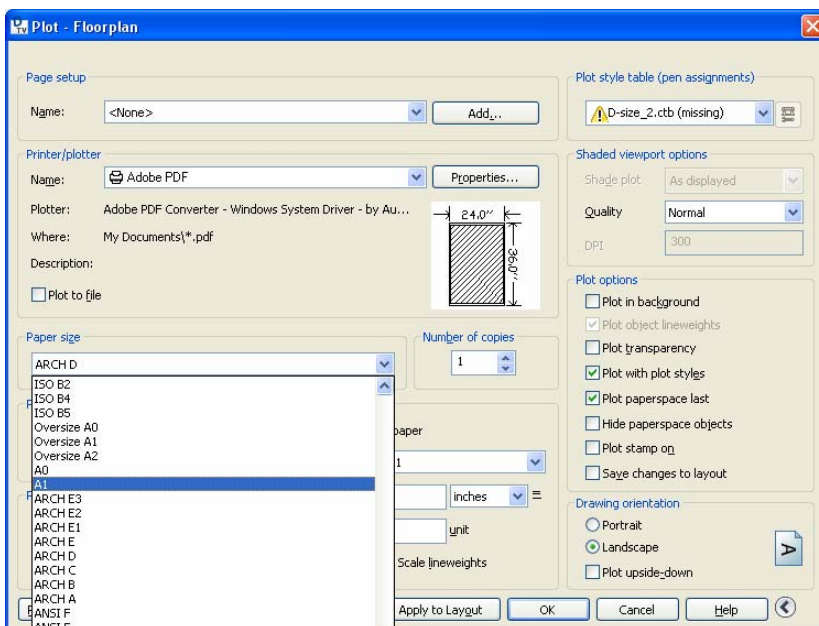 Plot - Floorplan
Page setup
Name:
<None>
Add...
Plot style table (pen assignments)
D-size_2.ctb (missing)
Printer/plotter
Name:
Adobe PDF
Properties...
Plotter:
Adobe PDF Converter - Windows System Driver - by Au...
Where:
My Documents\*.pdf
Description:
Plot to file
24.0''
36.0''
Shaded viewport options
Shade plot
As displayed
Quality
Normal
DPI
300
Paper size
ARCH D
Number of copies
1
ISO B2
ISO B4
ISO B5
Oversize A0
Oversize A1
Oversize A2
A0
A1
ARCH E3
ARCH E2
ARCH E1
ARCH E
ARCH D
ARCH C
ARCH B
ARCH A
ANSI F
paper
1
inches
=
unit
Scale lineweights
Plot options
Plot in background
Plot object lineweights
Plot transparency
Plot with plot styles
Plot paperspace last
Hide paperspace objects
Plot stamp on
Save changes to layout
Drawing orientation
Portrait
Landscape
Plot upside-down
A
Apply to Layout
OK
Cancel
Help